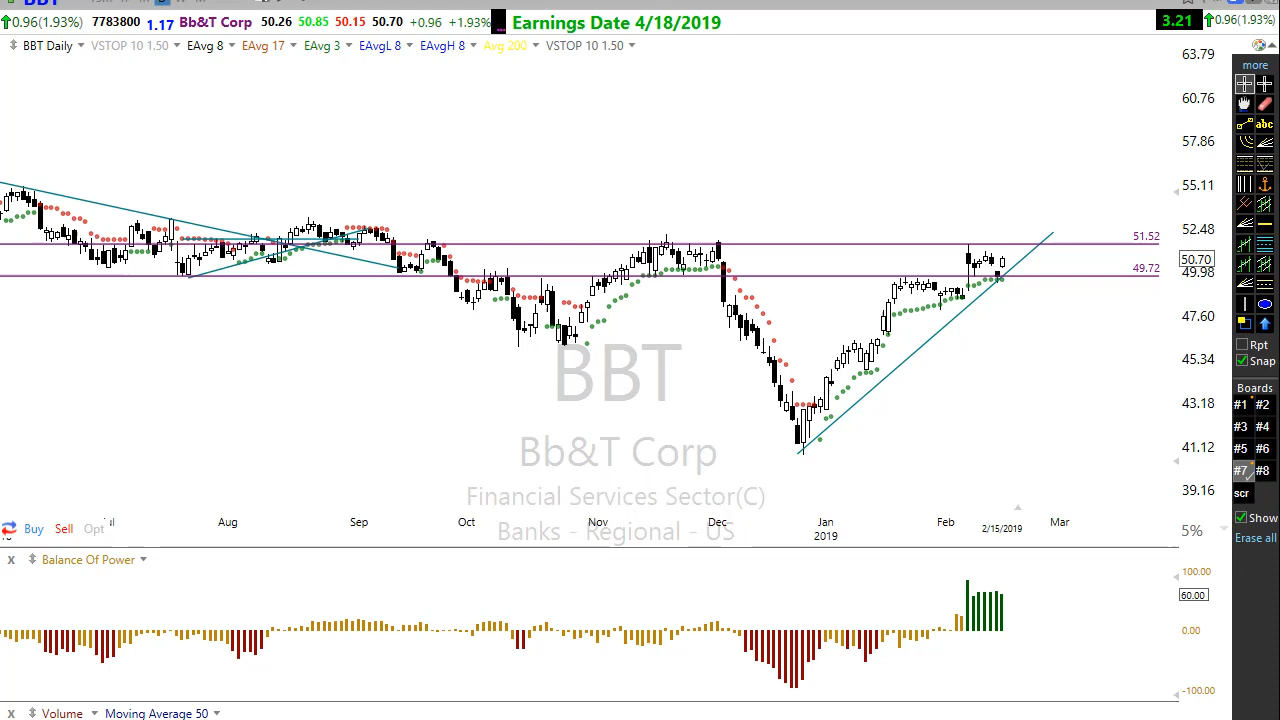 BBT
0.96(1.93%) 7783800 1.17 Bb&T Corp 50.26 50.85 50.15 50.70 +0.96 +1.93% Earnings Date 4/18/2019 3.21 0.96(1.93%)
BBT Daily VSTOP 10 1.50 EAvg 8 EAvg 17 EAvg 3 EAvgL 8 EAvgH 8 Avg 200 VSTOP 10 1.50
63.79
more
60.76
abc
57.86
55.11
52.48
51.52
50.70
49.72
49.98
47.60
Rpt
BBT
45.34
Snap
Boards
43.18
#1 #2
#3 #4
Bb&T Corp
41.12
#5 #6
#7 #8
Financial Services Sector(C)
39.16
scr
Aug Sep Oct Nov Dec Jan Feb Mar
2019
2/15/2019
Show
Buy Sell Opt
Banks - Regional - US
5%
Erase all
x Balance Of Power
100.00
60.00
0.00
-100.00
x Volume Moving Average 50